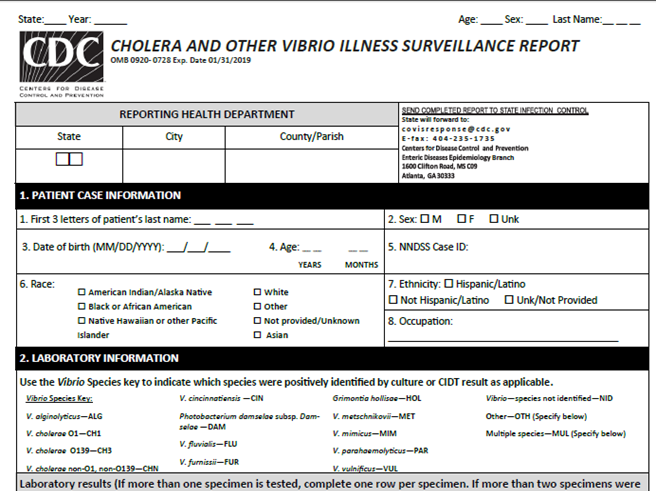 State:____ Year: ______ Age: ____ Sex: ____ Last Name:__ __ __
CDC
CENTERS FOR DISEASE
CONTROL AND PREVENTION
CHOLERA AND OTHER VIBRIO ILLNESS SURVEILLANCE REPORT
OMB 0920- 0728 Exp. Date 01/31/2019
REPORTING HEALTH DEPARTMENT
State City County/Parish
SEND COMPLETED REPORT TO STATE INFECTION CONTROL
State will forward to:
covisresponse@cdc.gov
E-fax: 404-235-1735
Centers for Disease Control and Prevention
Enteric Diseases Epidemiology Branch
1600 Clifton Road, MS C09
Atlanta, GA 30333
1. PATIENT CASE INFORMATION
1. First 3 letters of patient's last name: ___ ___ ___
2. Sex: ☐ M ☐ F ☐ Unk
3. Date of birth (MM/DD/YYYY): ___/___/____
4. Age: __ __ __ __
YEARS MONTHS
5. NNDSS Case ID:
6. Race:
☐ American Indian/Alaska Native
☐ Black or African American
☐ Native Hawaiian or other Pacific
Islander
☐ White
☐ Other
☐ Not provided/Unknown
☐ Asian
7. Ethnicity: ☐ Hispanic/Latino
☐ Not Hispanic/Latino ☐ Unk/Not Provided
8. Occupation:
2. LABORATORY INFORMATION
Use the Vibrio Species key to indicate which species were positively identified by culture or CIDT result as applicable.
Vibrio Species Key:
V. alginolyticus—ALG
V. cholerae O1—CH1
V. cholerae O139—CH3
V. cholerae non-O1, non-O139—CHN
V. cincinnatiensis —CIN
Photobacterium damselae subsp. Dam-
selae —DAM
V. fluvialis—FLU
V. furnissii—FUR
Grimontia hollisae—HOL
V. metschnikovii—MET
V. mimicus—MIM
V. parahaemolyticus—PAR
V. vulnificus—VUL
Vibrio—species not identified—NID
Other—OTH (Specify below)
Multiple species—MUL (Specify below)
Laboratory results (If more than one specimen is tested, complete one row per specimen. If more than two specimens were